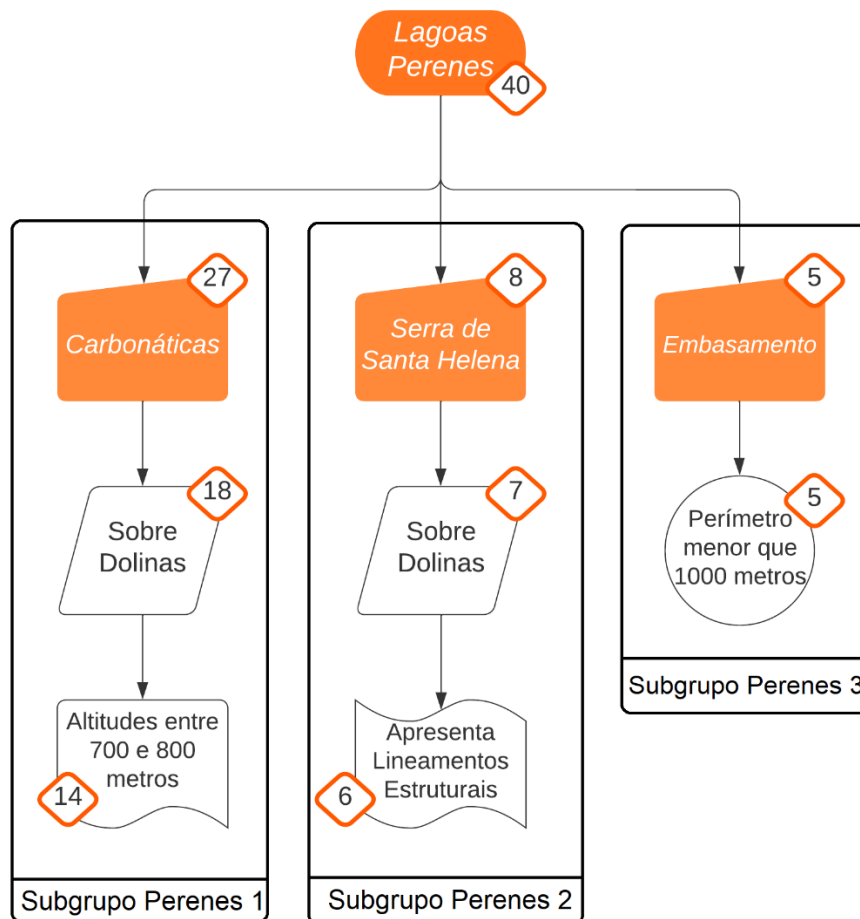 Lagoas
Perenes
40
27
Carbonáticas
18
Sobre
Dolinas
Altitudes entre
700 e 800
metros
14
Subgrupo Perenes 1
8
Serra de
Santa Helena
7
Sobre
Dolinas
Apresenta
Lineamentos
Estruturais
6
Subgrupo Perenes 2
5
Embasamento
5
Perímetro
menor que
1000 metros
Subgrupo Perenes 3